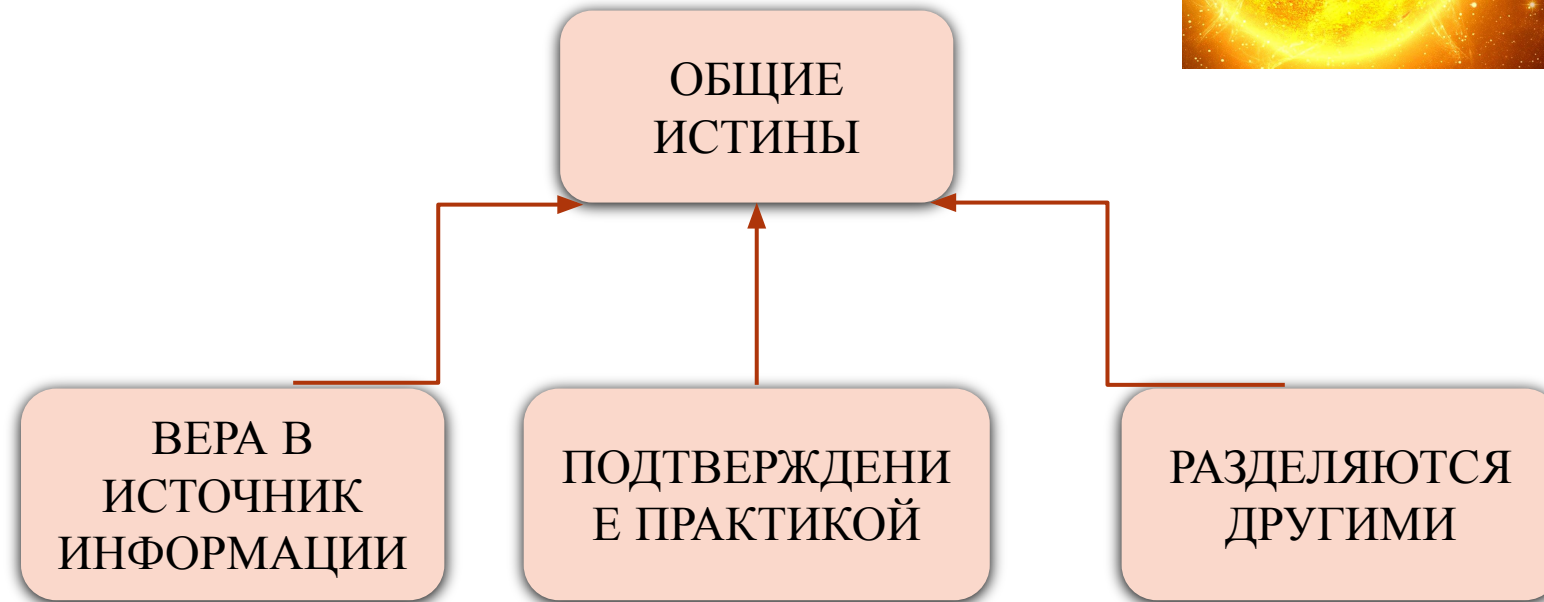 ОБЩИЕ
ИСТИНЫ
ВЕРА В
ИСТОЧНИК
ИНФОРМАЦИИ
ПОДТВЕРЖДЕНИ
Е ПРАКТИКОЙ
РАЗДЕЛЯЮТСЯ
ДРУГИМИ